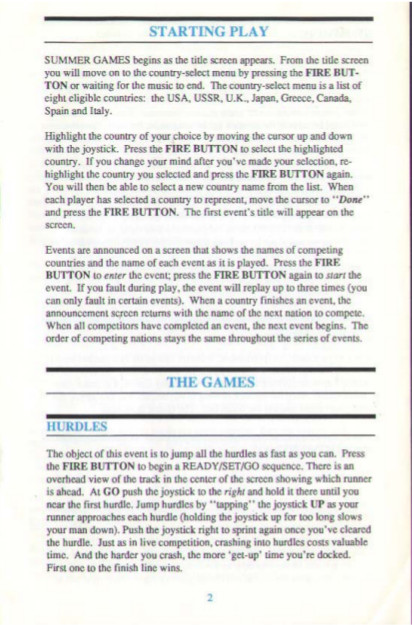 STARTING PLAY
SUMMER GAMES begins as the title screen appears. From the title screen
you will move on to the country-select menu by pressing the FIRE BUT-
TON or waiting for the music to end. The country-select menu is a list of
eight eligible countries: the USA, USSR, U.K., Japan, Greece, Canada,
Spain and Italy.
Highlight the country of your choice by moving the cursor up and down
with the joystick. Press the FIRE BUTTON to select the highlighted
country. If you change your mind after you've made your selection, re-
highlight the country you selected and press the FIRE BUTTON again.
You will then be able to select a new country name from the list. When
each player has selected a country to represent, move the cursor to "Done"
and press the FIRE BUTTON. The first event's title will appear on the
screen.
Events are announced on a screen that shows the names of competing
countries and the name of each event as it is played. Press the FIRE
BUTTON to enter the event; press the FIRE BUTTON again to start the
event. If you fault during play, the event will replay up to three times (you
can only fault in certain events). When a country finishes an event, the
announcement screen returns with the name of the next nation to compete.
When all competitors have completed an event, the next event begins. The
order of competing nations stays the same throughout the series of events.
THE GAMES
HURDLES
The object of this event is to jump all the hurdles as fast as you can. Press
the FIRE BUTTON to begin a READY/SET/GO sequence. There is an
overhead view of the track in the center of the screen showing which runner
is ahead. At GO push the joystick to the right and hold it there until you
near the first hurdle. Jump hurdles by "tapping" the joystick UP as your
runner approaches each hurdle (holding the joystick up for too long slows
your man down). Push the joystick right to sprint again once you've cleared
the hurdle. Just as in live competition, crashing into hurdles costs valuable
time. And the harder you crash, the more 'get-up' time you're docked.
First one to the finish line wins.
2